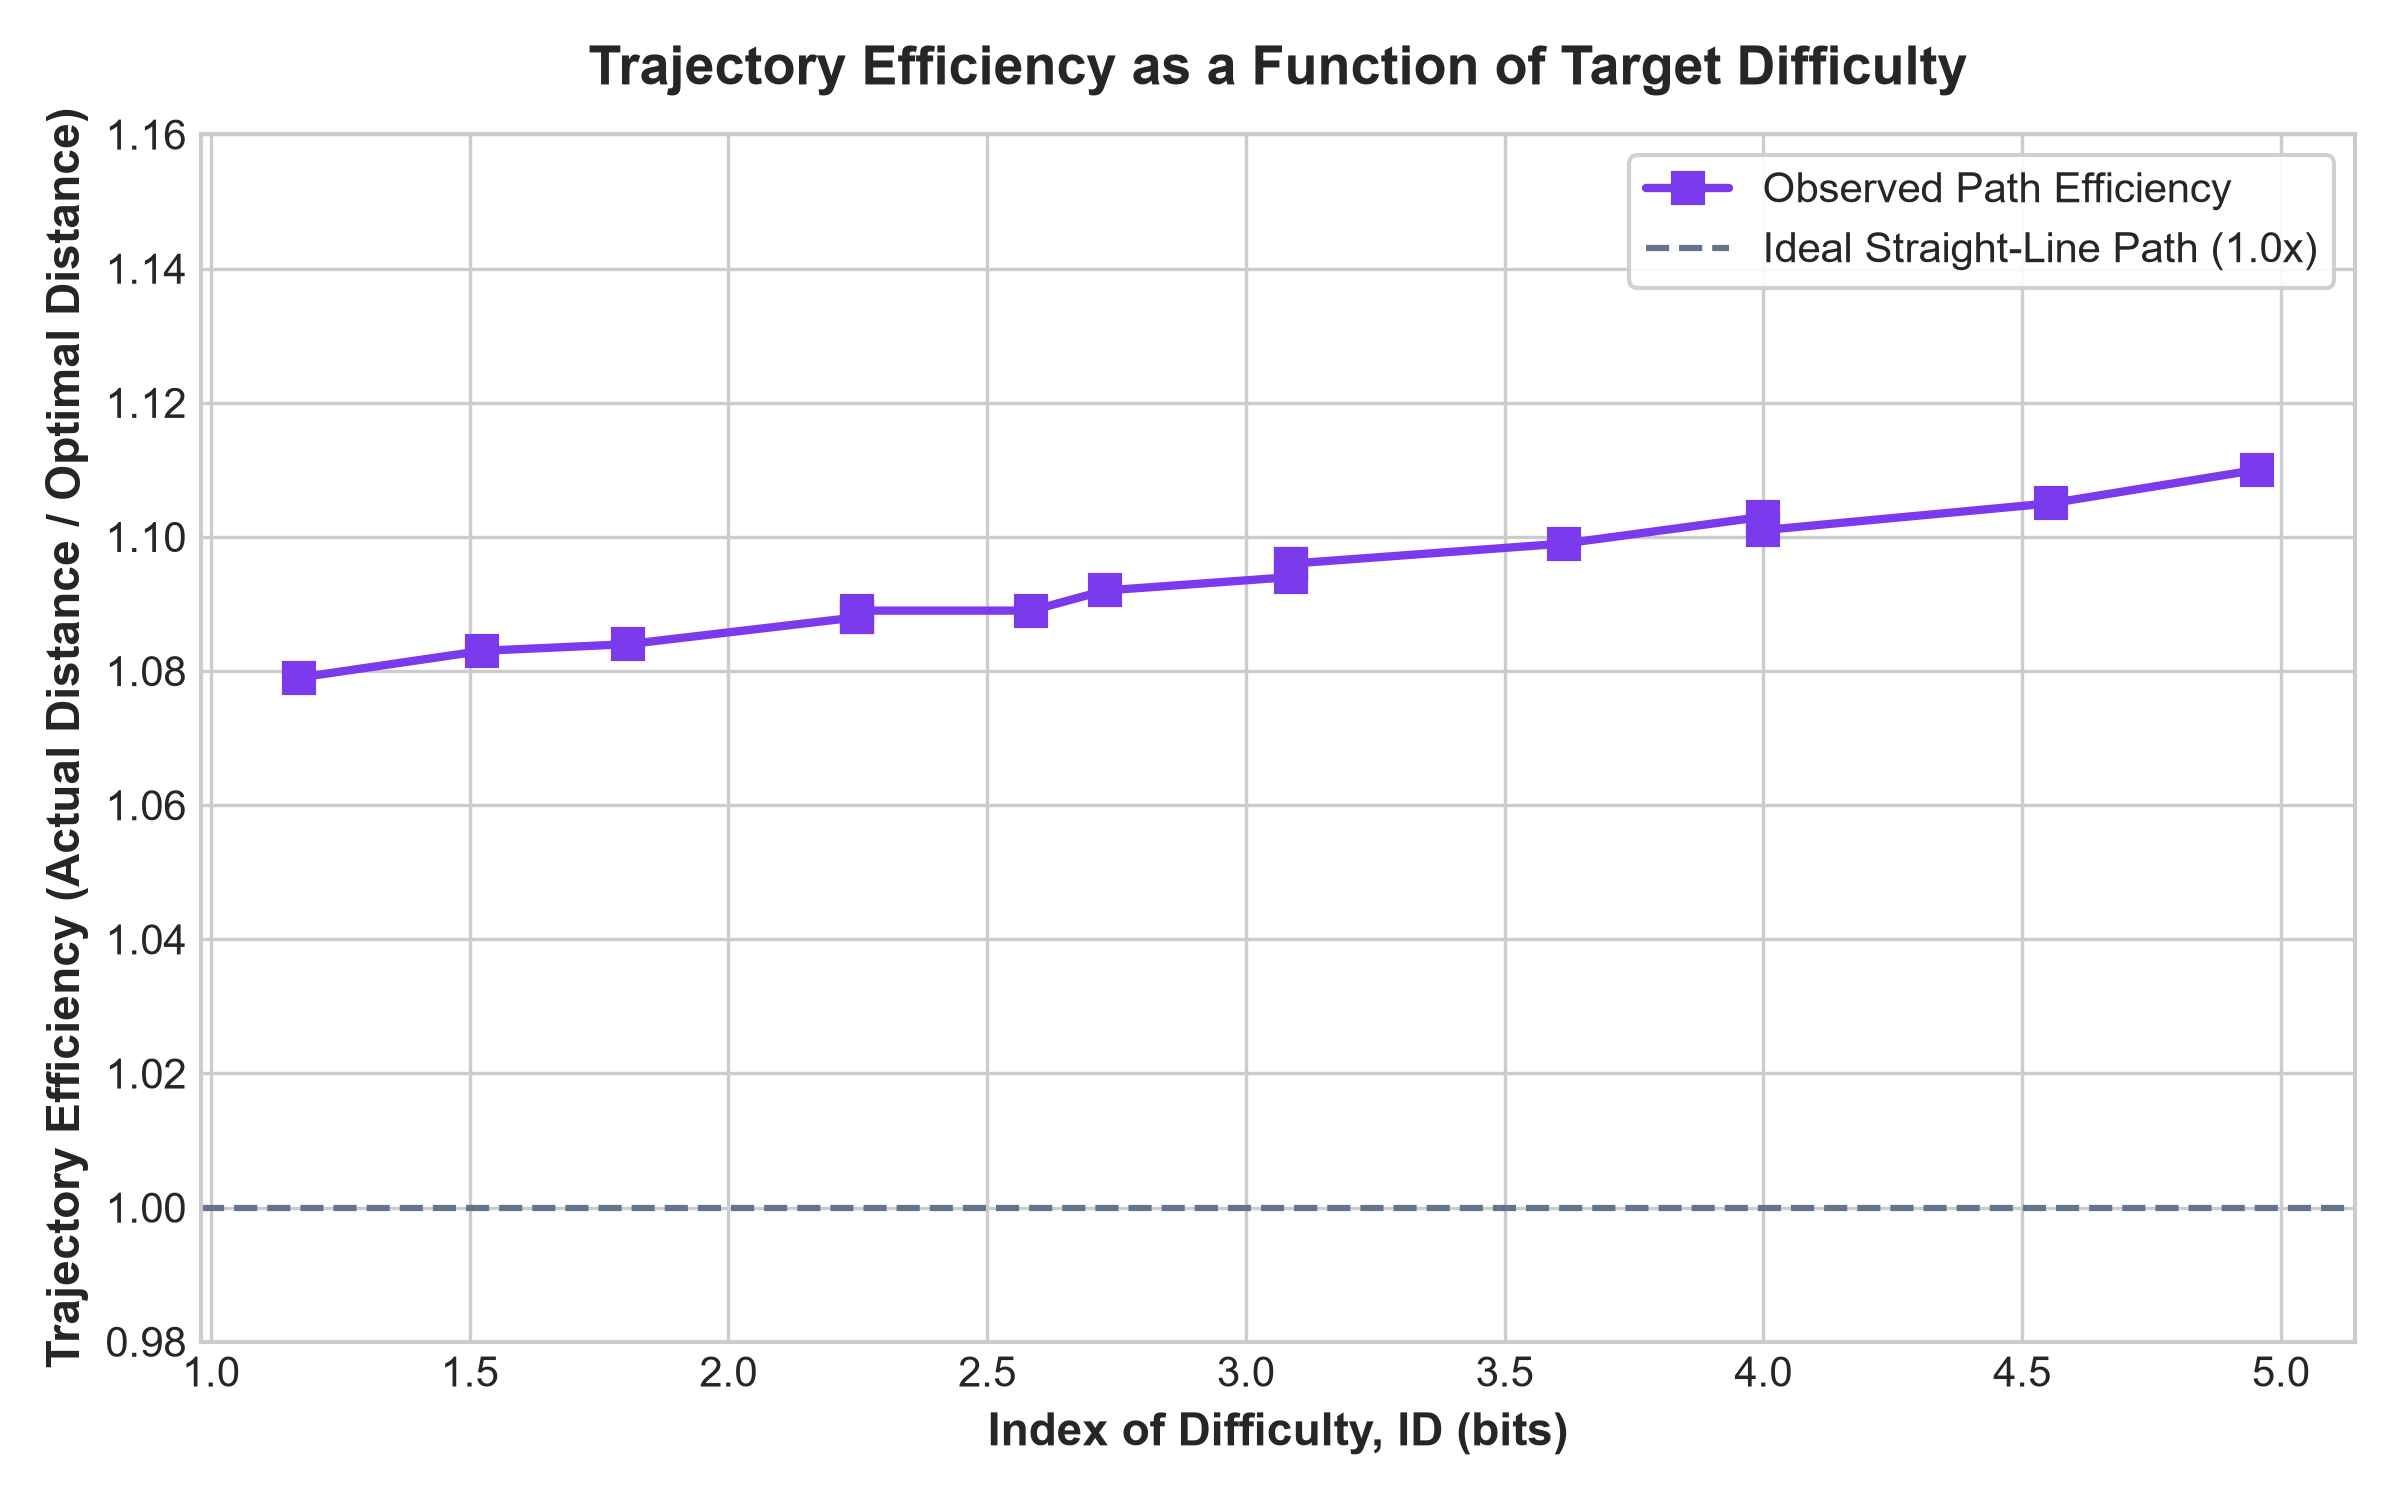 Trajectory Efficiency as a Function of Target Difficulty
Trajectory Efficiency (Actual Distance / Optimal Distance)
1.16
1.14
1.12
1.10
1.08
1.06
1.04
1.02
1.00
0.98
Observed Path Efficiency
Ideal Straight-Line Path (1.0x)
1.0 1.5 2.0 2.5 3.0 3.5 4.0 4.5 5.0
Index of Difficulty, ID (bits)